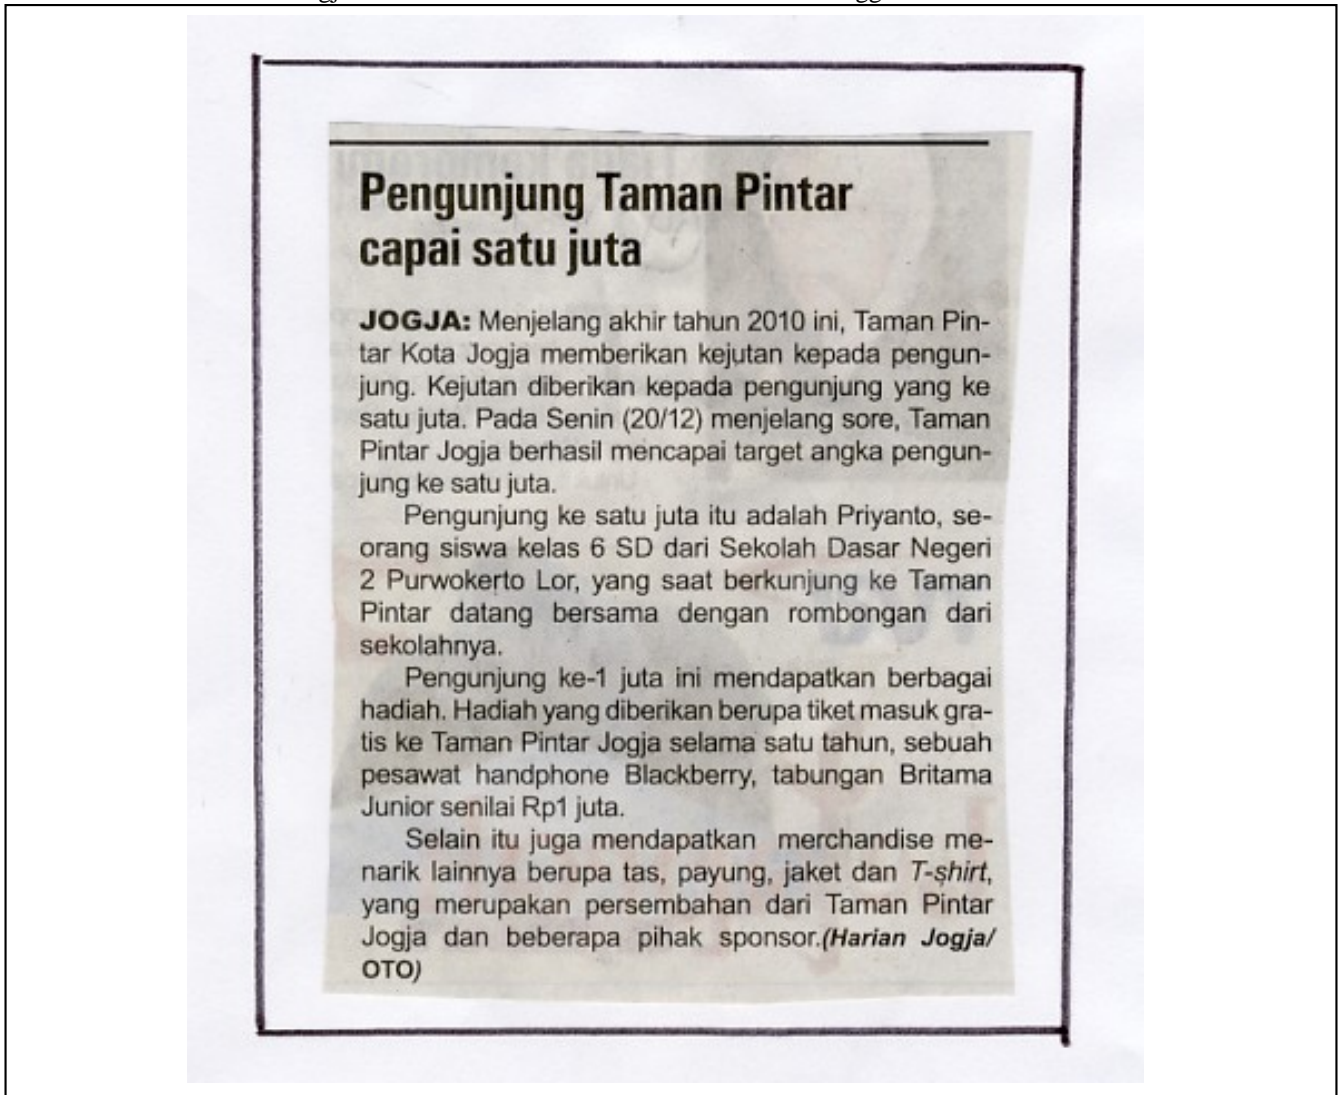 Pengunjung Taman Pintar
capai satu juta
JOGJA: Menjelang akhir tahun 2010 ini, Taman Pin-
tar Kota Jogja memberikan kejutan kepada pengun-
jung. Kejutan diberikan kepada pengunjung yang ke
satu juta. Pada Senin (20/12) menjelang sore, Taman
Pintar Jogja berhasil mencapai target angka pengun-
jung ke satu juta.
Pengunjung ke satu juta itu adalah Priyanto, se-
orang siswa kelas 6 SD dari Sekolah Dasar Negeri
2 Purwokerto Lor, yang saat berkunjung ke Taman
Pintar datang bersama dengan rombongan dari
sekolahnya.
Pengunjung ke-1 juta ini mendapatkan berbagai
hadiah. Hadiah yang diberikan berupa tiket masuk gra-
tis ke Taman Pintar Jogja selama satu tahun, sebuah
pesawat handphone Blackberry, tabungan Britama
Junior senilai Rp1 juta.
Selain itu juga mendapatkan merchandise me-
narik lainnya berupa tas, payung, jaket dan T-shirt,
yang merupakan persembahan dari Taman Pintar
Jogja dan beberapa pihak sponsor.(Harian Jogja/
OTO)